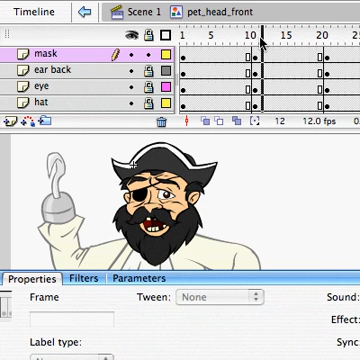 Timeline Scene 1 pet_head_front
1 5 10 15 20
mask
ear back
eye
hat
12 12.0 fps
Properties Filters Parameters
Frame Tween: None Sound:
Effect:
Label type: Sync